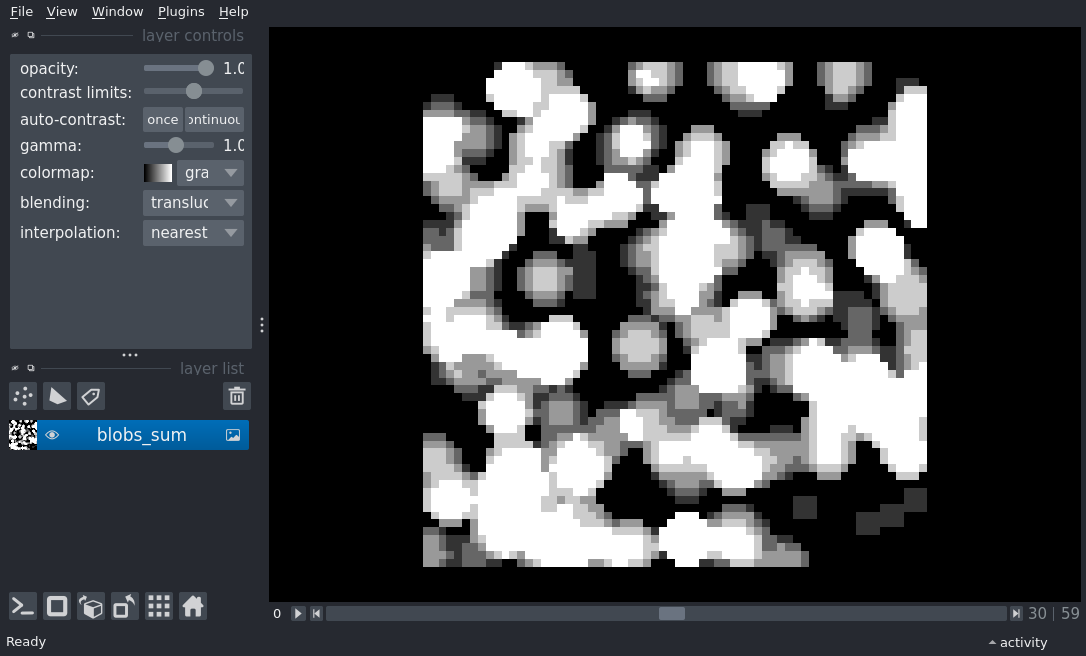 File View Window Plugins Help
layer controls
opacity: 1.0
contrast limits:
auto-contrast: once ontinuou
gamma: 1.0
colormap: gra
blending: transluc
interpolation: nearest
layer list
blobs_sum
0 30 | 59
Ready activity